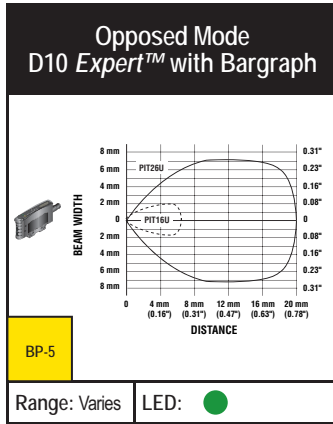 Opposed Mode
D10 Expert™ with Bargraph
8 mm
6 mm
4 mm
2 mm
0
2 mm
4 mm
6 mm
8 mm
BEAM WIDTH
PIT26U
PIT16U
0.31"
0.23"
0.16"
0.08"
0
0.08"
0.16"
0.23"
0.31"
0 4 mm 8 mm 12 mm 16 mm 20 mm
(0.16") (0.31") (0.47") (0.63") (0.78")
DISTANCE
BP-5
Range: Varies LED: